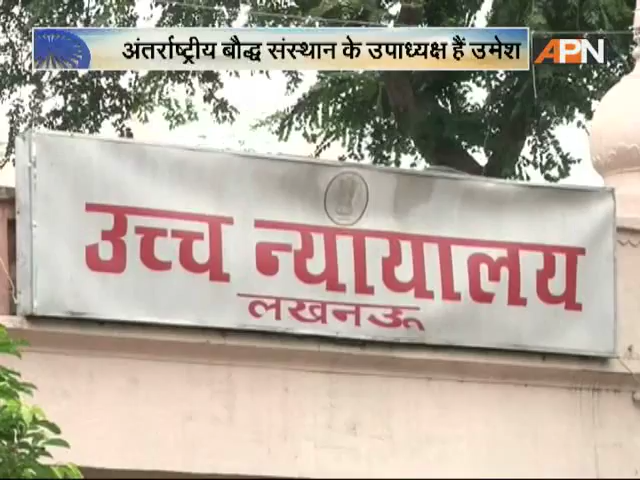 अंतर्राष्ट्रीय बौद्ध संस्थान के उपाध्यक्ष हैं उमेश
APN
उच्च न्यायालय
लखनऊ